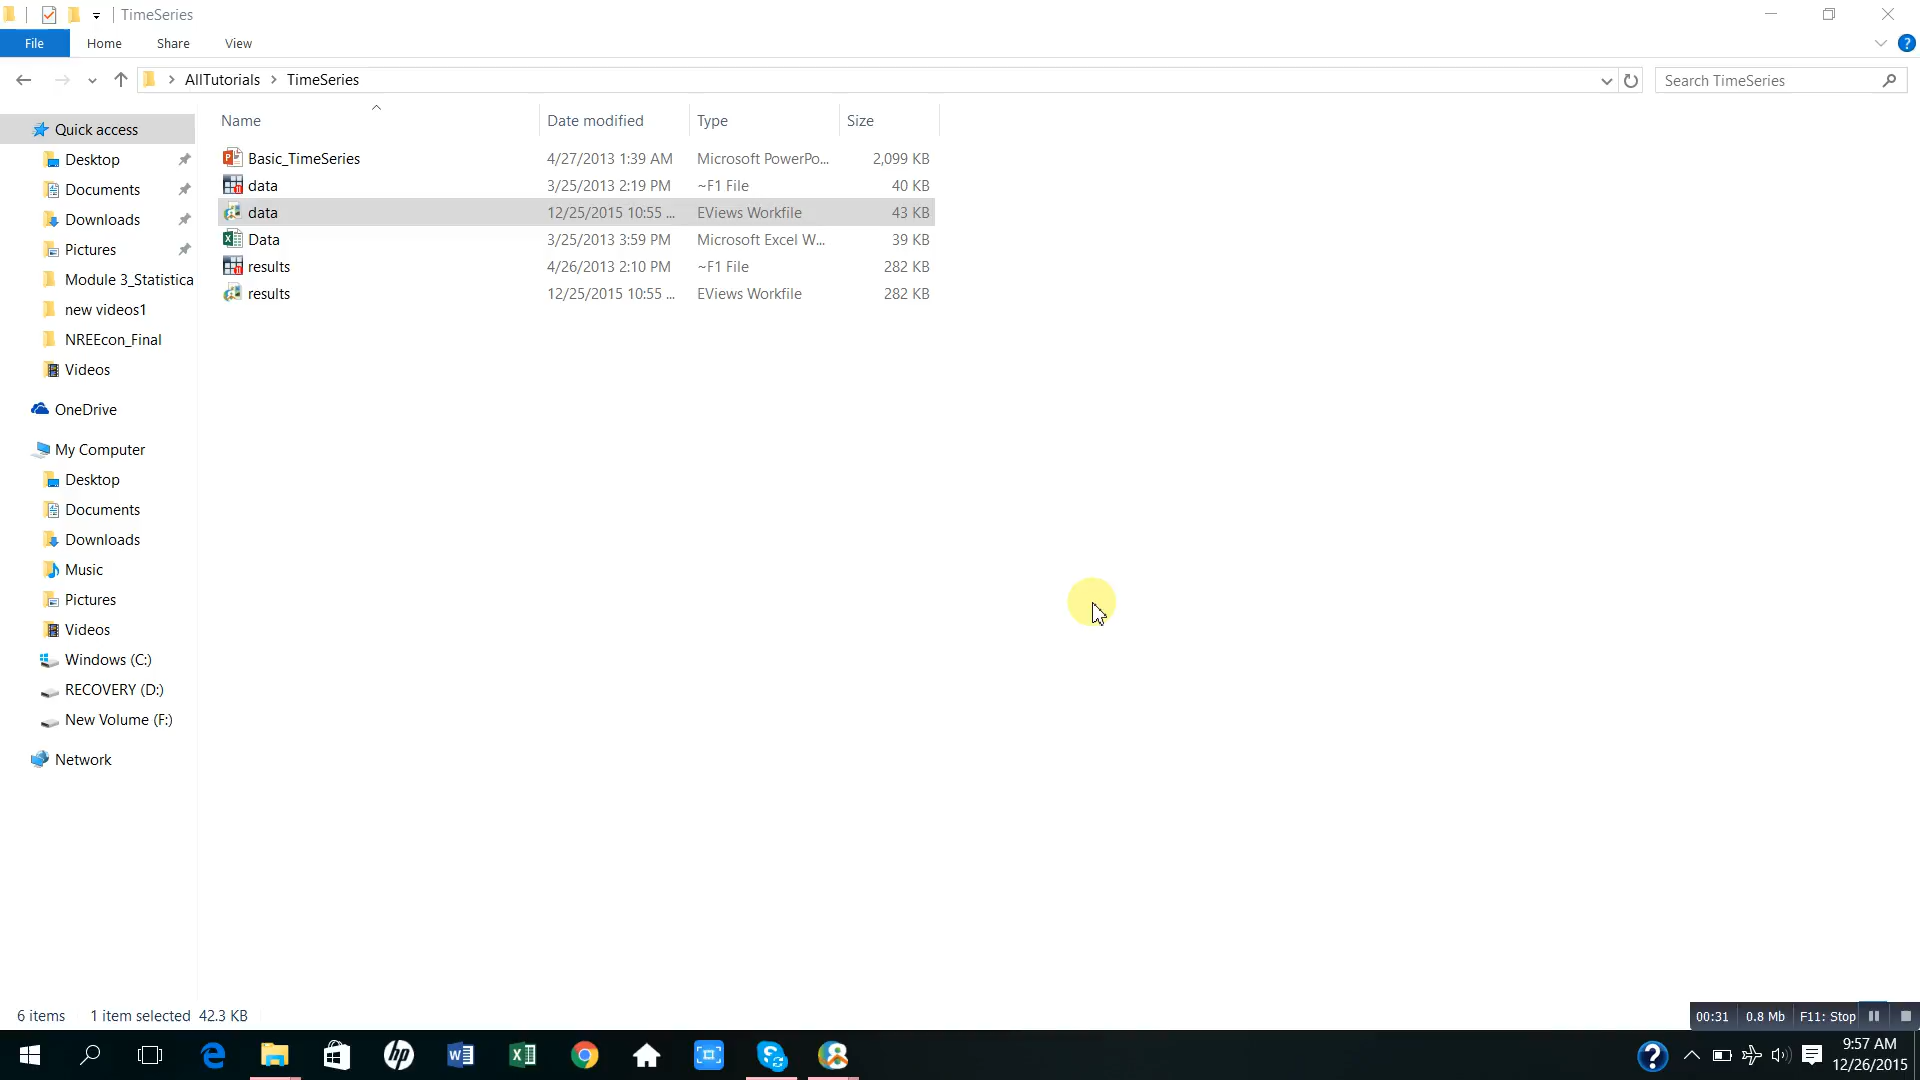 TimeSeries
File Home Share View
AllTutorials TimeSeries Search TimeSeries
Name Date modified Type Size
Quick access
Desktop
Documents
Downloads
Pictures
Module 3_Statistica
new videos1
NREEcon_Final
Videos
OneDrive
My Computer
Desktop
Documents
Downloads
Music
Pictures
Videos
Windows (C:)
RECOVERY (D:)
New Volume (F:)
Network
Basic_TimeSeries 4/27/2013 1:39 AM Microsoft PowerPo... 2,099 KB
data 3/25/2013 2:19 PM ~F1 File 40 KB
data 12/25/2015 10:55 ... EViews Workfile 43 KB
Data 3/25/2013 3:59 PM Microsoft Excel W... 39 KB
results 4/26/2013 2:10 PM ~F1 File 282 KB
results 12/25/2015 10:55 ... EViews Workfile 282 KB
6 items 1 item selected 42.3 KB
00:31 0.8 Mb F11: Stop
9:57 AM
12/26/2015